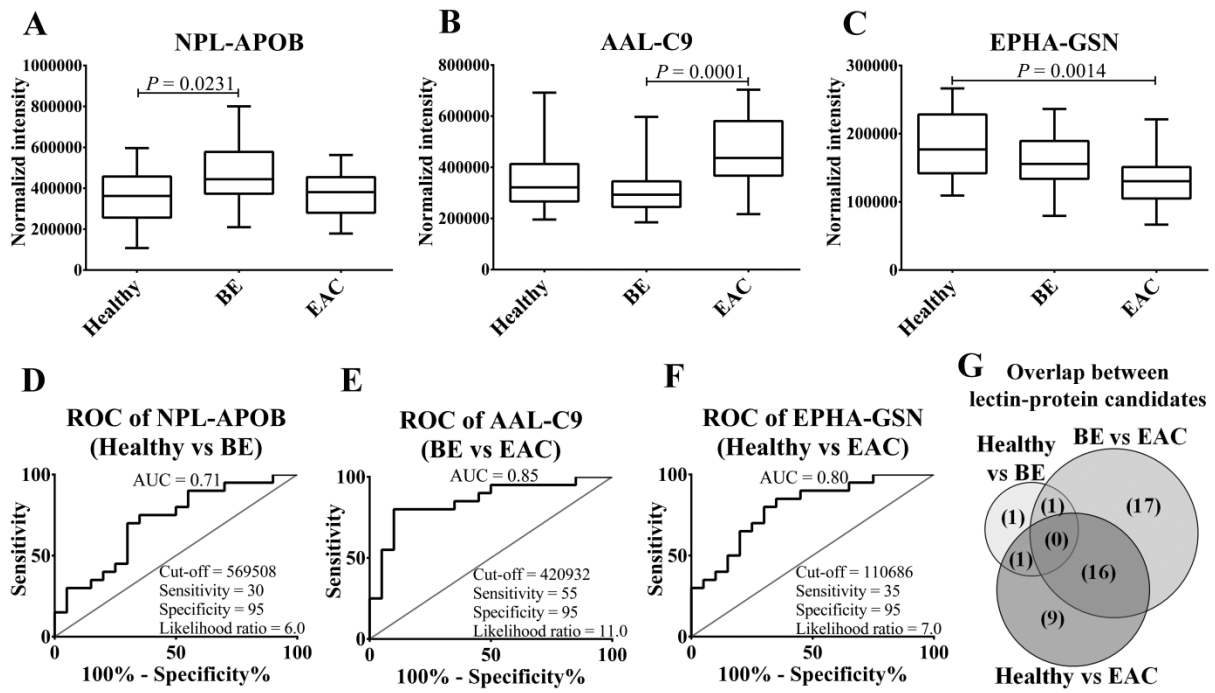 A
NPL-APOB
Normalizd intensity
1000000
800000
600000
400000
200000
0
P = 0.0231
Healthy
BE
EAC
B
AAL-C9
Normalizd intensity
800000
600000
400000
200000
0
P = 0.0001
Healthy
BE
EAC
C
EPHA-GSN
Normalizd intensity
300000
200000
100000
0
P = 0.0014
Healthy
BE
EAC
D
ROC of NPL-APOB
(Healthy vs BE)
Sensitivity
100
50
0
AUC = 0.71
Cut-off = 569508
Sensitivity = 30
Specificity = 95
Likelihood ratio = 6.0
0
50
100
100% - Specificity%
E
ROC of AAL-C9
(BE vs EAC)
Sensitivity
100
50
0
AUC = 0.85
Cut-off = 420932
Sensitivity = 55
Specificity = 95
Likelihood ratio = 11.0
0
50
100
100% - Specificity%
F
ROC of EPHA-GSN
(Healthy vs EAC)
Sensitivity
100
50
0
AUC = 0.80
Cut-off = 110686
Sensitivity = 35
Specificity = 95
Likelihood ratio = 7.0
0
50
100
100% - Specificity%
G
Overlap between
lectin-protein candidates
Healthy
vs BE
BE vs EAC
(1)
(1)
(17)
(0)
(1)
(16)
(9)
Healthy vs EAC